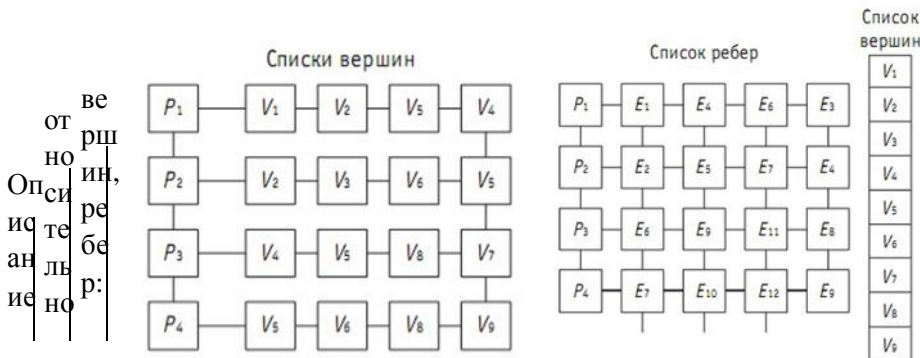 Описание
относительно
вершин, ребер:
Списки вершин
P1 V1 V2 V5 V4
P2 V2 V3 V6 V5
P3 V4 V5 V8 V7
P4 V5 V6 V8 V9
Список ребер
P1 E1 E4 E6 E3
P2 E2 E5 E7 E4
P3 E6 E9 E11 E8
P4 E7 E10 E12 E9
Список
вершин
V1
V2
V3
V4
V5
V6
V7
V8
V9